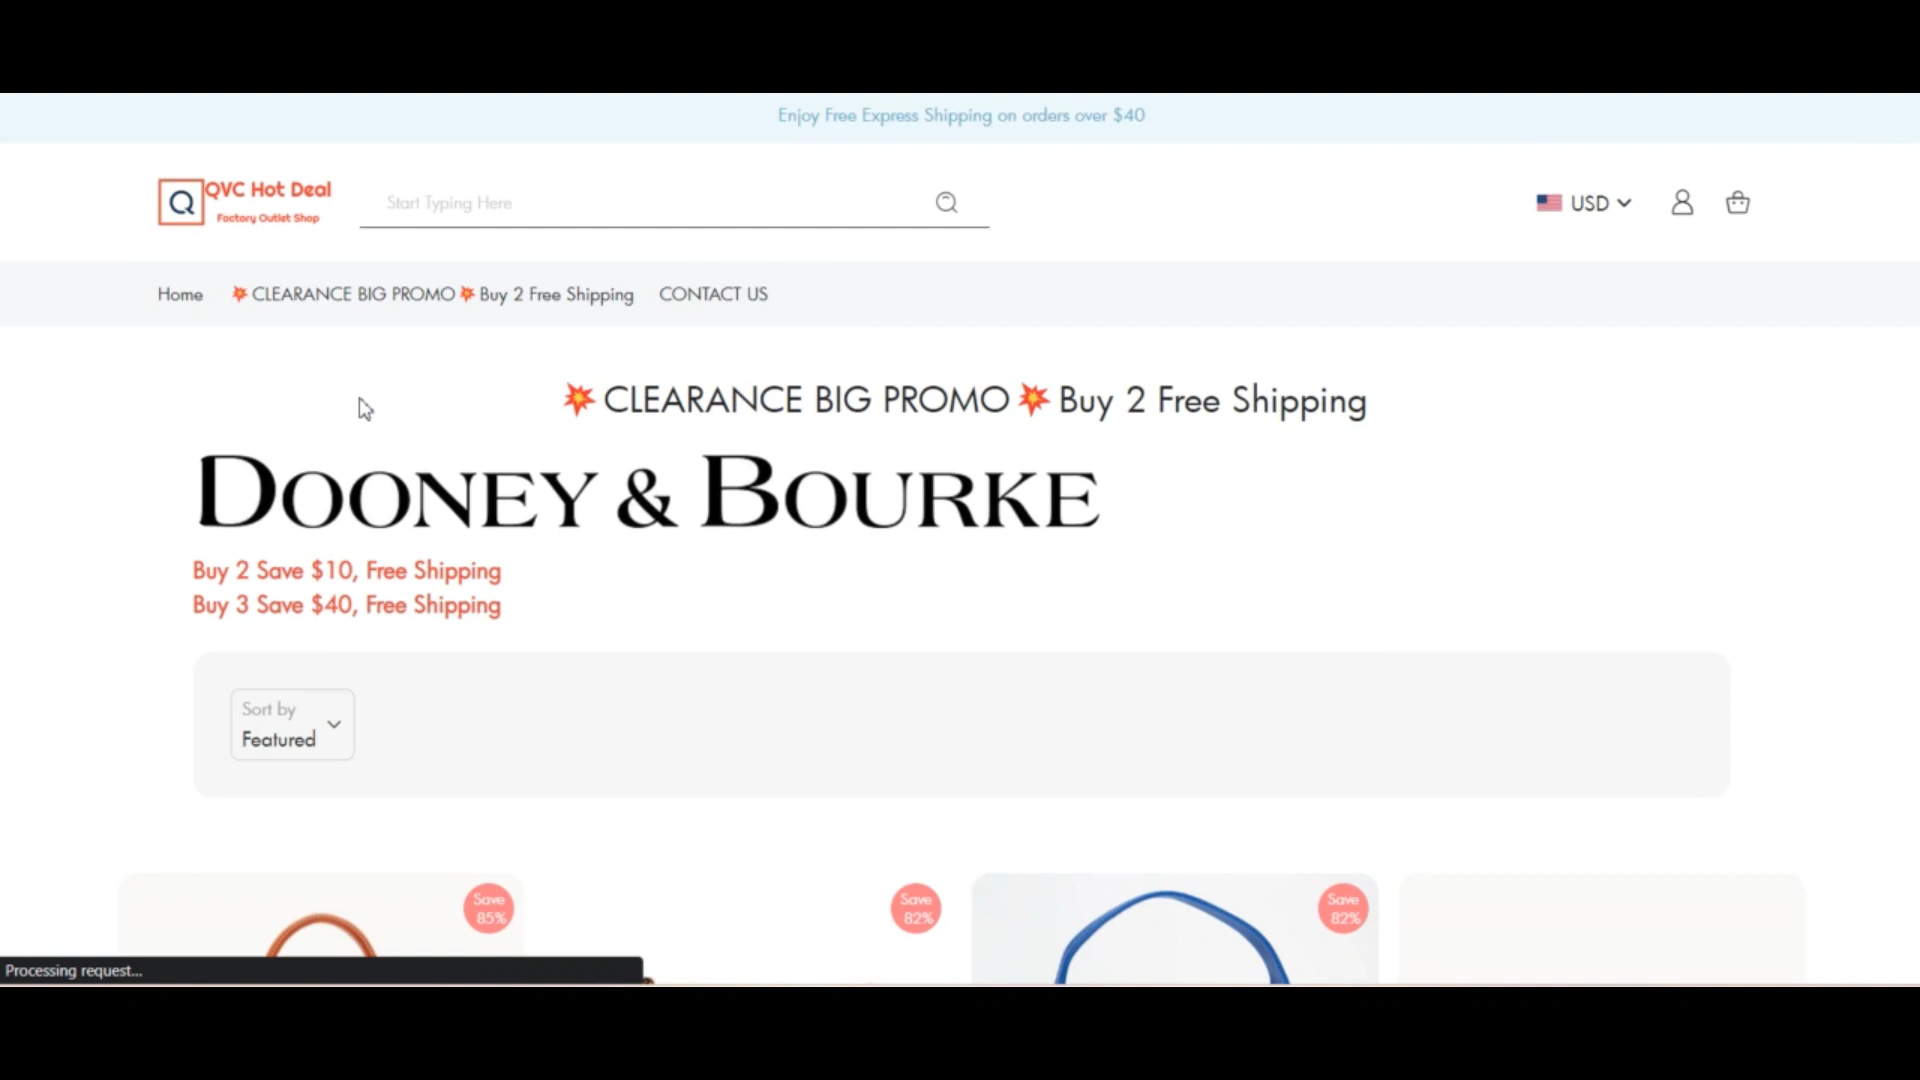 Enjoy Free Express Shipping on orders over $40
QVC Hot Deal
Factory Outlet Shop
Start Typing Here
USD
Home
💥CLEARANCE BIG PROMO💥Buy 2 Free Shipping
CONTACT US
💥CLEARANCE BIG PROMO💥Buy 2 Free Shipping
DOONEY & BOURKE
Buy 2 Save $10, Free Shipping
Buy 3 Save $40, Free Shipping
Sort by
Featured
Save
85%
Save
82%
Save
82%
Processing request...